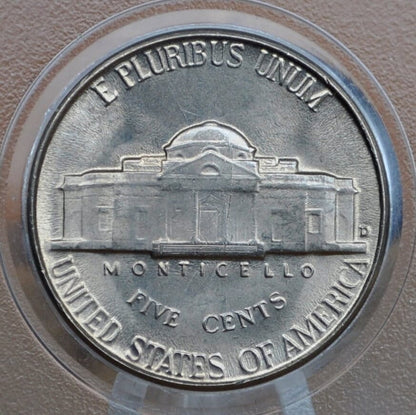 E PLURIBUS UNUM
D
MONTICELLO
FIVE CENTS
UNITED STATES OF AMERICA